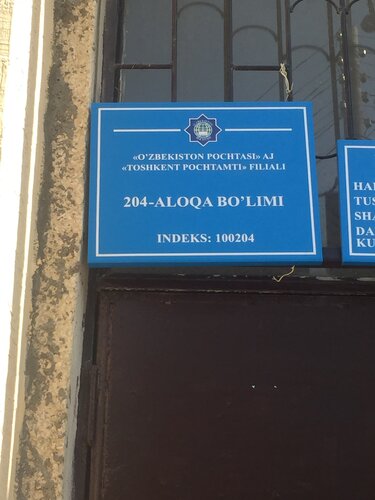 «O'ZBEKISTON POCHTASI» AJ
«TOSHKENT POCHTAMTI» FILIALI
204-ALOQA BO'LIMI
INDEKS: 100204